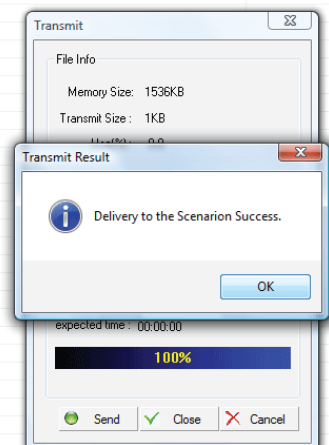 Transmit
File Info
Memory Size: 1536KB
Transmit Size : 1KB
Transmit Result
Delivery to the Scenarion Success.
OK
expected time : 00:00:00
100%
Send Close Cancel